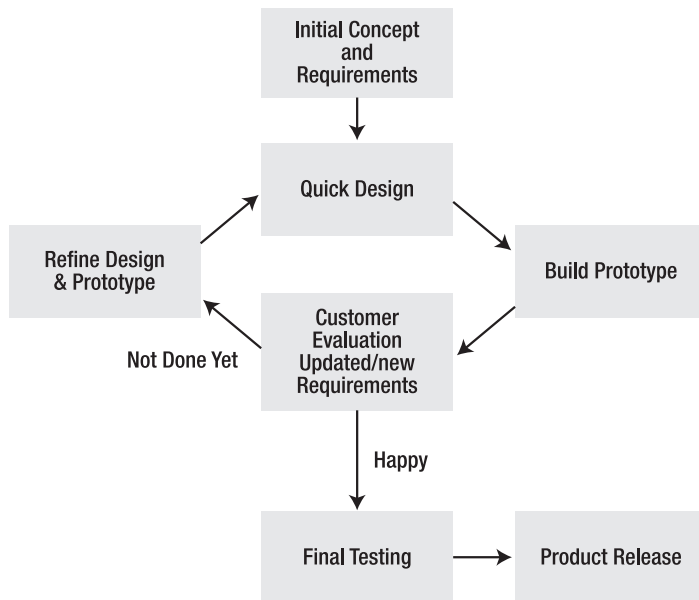 Initial Concept
and
Requirements
Quick Design
Refine Design
& Prototype
Build Prototype
Customer
Evaluation
Updated/new
Requirements
Not Done Yet
Happy
Final Testing
Product Release